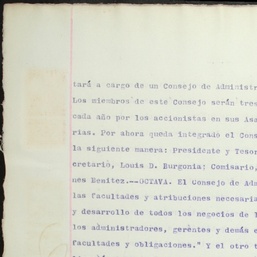 tará a cargo de un Consejo de Administr
Los miembros de este Consejo serán tres
cada año por los accionistas en sus Asa
rias. Por ahora queda integrado el Conse
la siguiente manera: Presidente y Tesor
cretario, Louis D. Burgonia: Comisario,
nes Benitez.--OCTAVA. El Consejo de Adm
las facultades y atribuciones necesaria
y desarrollo de todos los negocios de l
los administradores, gerentes y demás e
facultades y obligaciones." Y el otro t